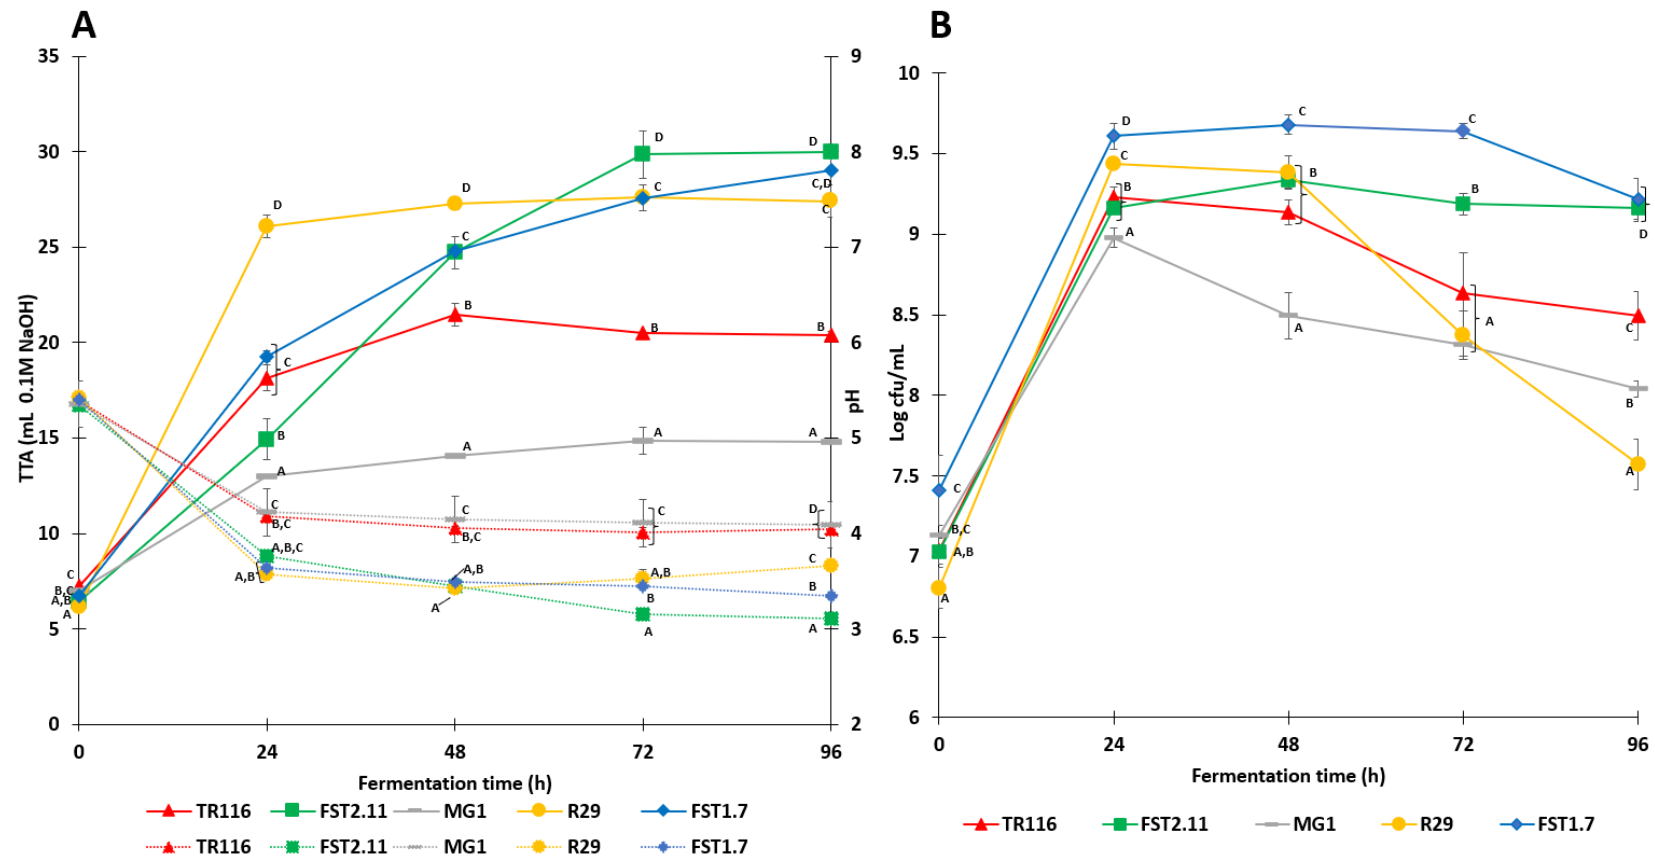 A
B
35
30
25
20
15
10
5
0
TTA (mL 0.1M NaOH)
9
8
7
6
5
4
3
2
pH
0 24 48 72 96
Fermentation time (h)
D
D
C
D
D
C,D
C
C
C
B
B
B
B
A
A
A
A
C
B,C
A,B
A
C
B,C
A,B,C
A,B
C
B,C
A,B
A
C
A,B
B
A
D
C
B
A
TR116 FST2.11 MG1 R29 FST1.7
TR116 FST2.11 MG1 R29 FST1.7
10
9.5
9
8.5
8
7.5
7
6.5
6
Log cfu/mL
0 24 48 72 96
Fermentation time (h)
C
B,C
A,B
A
D
C
B
A
C
B
A
C
B
A
D
C
B
A
TR116 FST2.11 MG1 R29 FST1.7